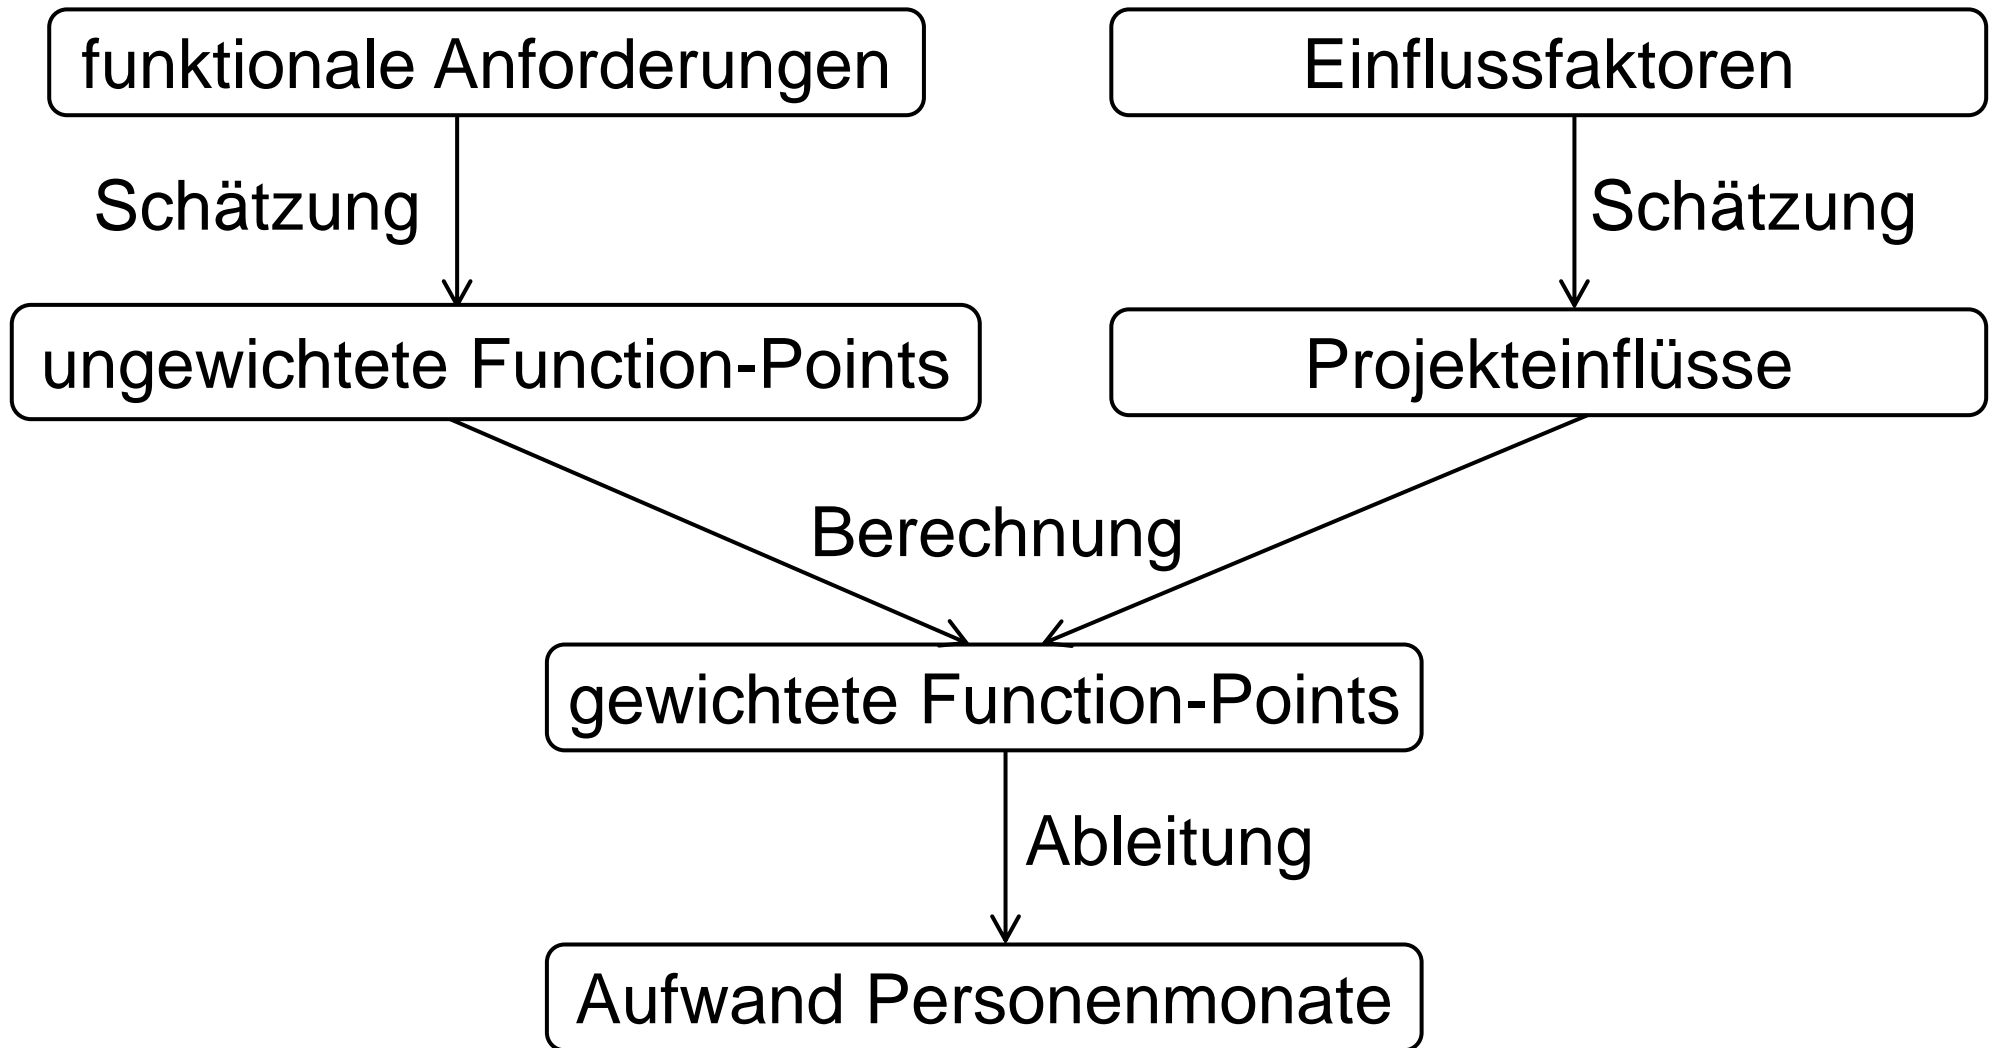 funktionale Anforderungen
Einflussfaktoren
Schätzung
Schätzung
ungewichtete Function-Points
Projekteinflüsse
Berechnung
gewichtete Function-Points
Ableitung
Aufwand Personenmonate